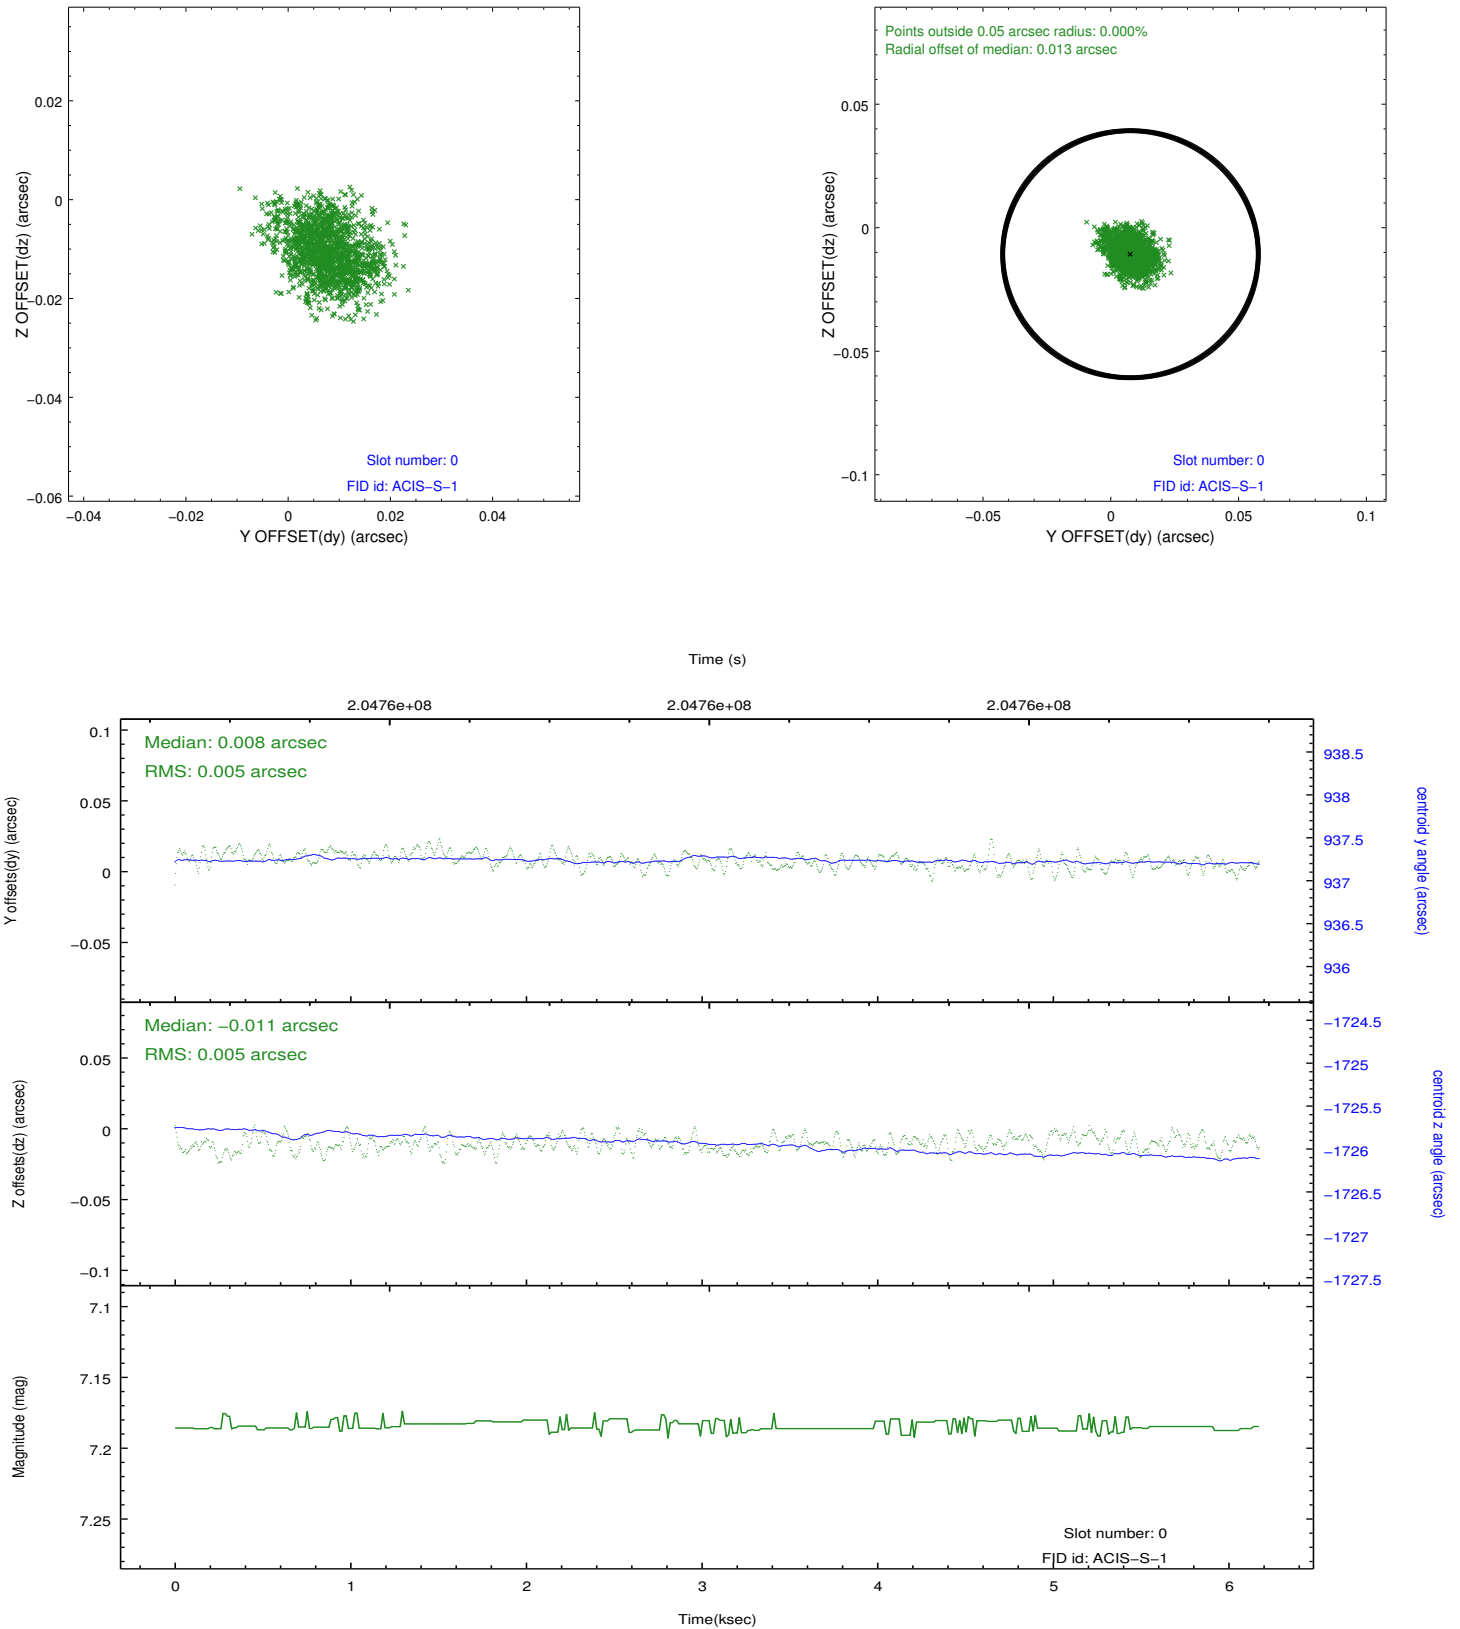 0.02
0
−0.02
−0.04
−0.06
Z OFFSET(dz) (arcsec)
Slot number: 0
FID id: ACIS−S−1
−0.04
−0.02
0
0.02
0.04
Y OFFSET(dy) (arcsec)
Points outside 0.05 arcsec radius: 0.000%
Radial offset of median: 0.013 arcsec
0.05
0
−0.05
−0.1
Z OFFSET(dz) (arcsec)
Slot number: 0
FID id: ACIS−S−1
−0.05
0
0.05
0.1
Y OFFSET(dy) (arcsec)
Time (s)
2.0476e+08
2.0476e+08
2.0476e+08
Median: 0.008 arcsec
RMS: 0.005 arcsec
0.1
0.05
0
−0.05
Y offsets(dy) (arcsec)
938.5
938
937.5
937
936.5
936
centroid y angle (arcsec)
Median: −0.011 arcsec
RMS: 0.005 arcsec
0.05
0
−0.05
−0.1
Z offsets(dz) (arcsec)
−1724.5
−1725
−1725.5
−1726
−1726.5
−1727
−1727.5
centroid z angle (arcsec)
7.1
7.15
7.2
7.25
Magnitude (mag)
Slot number: 0
FID id: ACIS−S−1
0
1
2
3
4
5
6
Time(ksec)